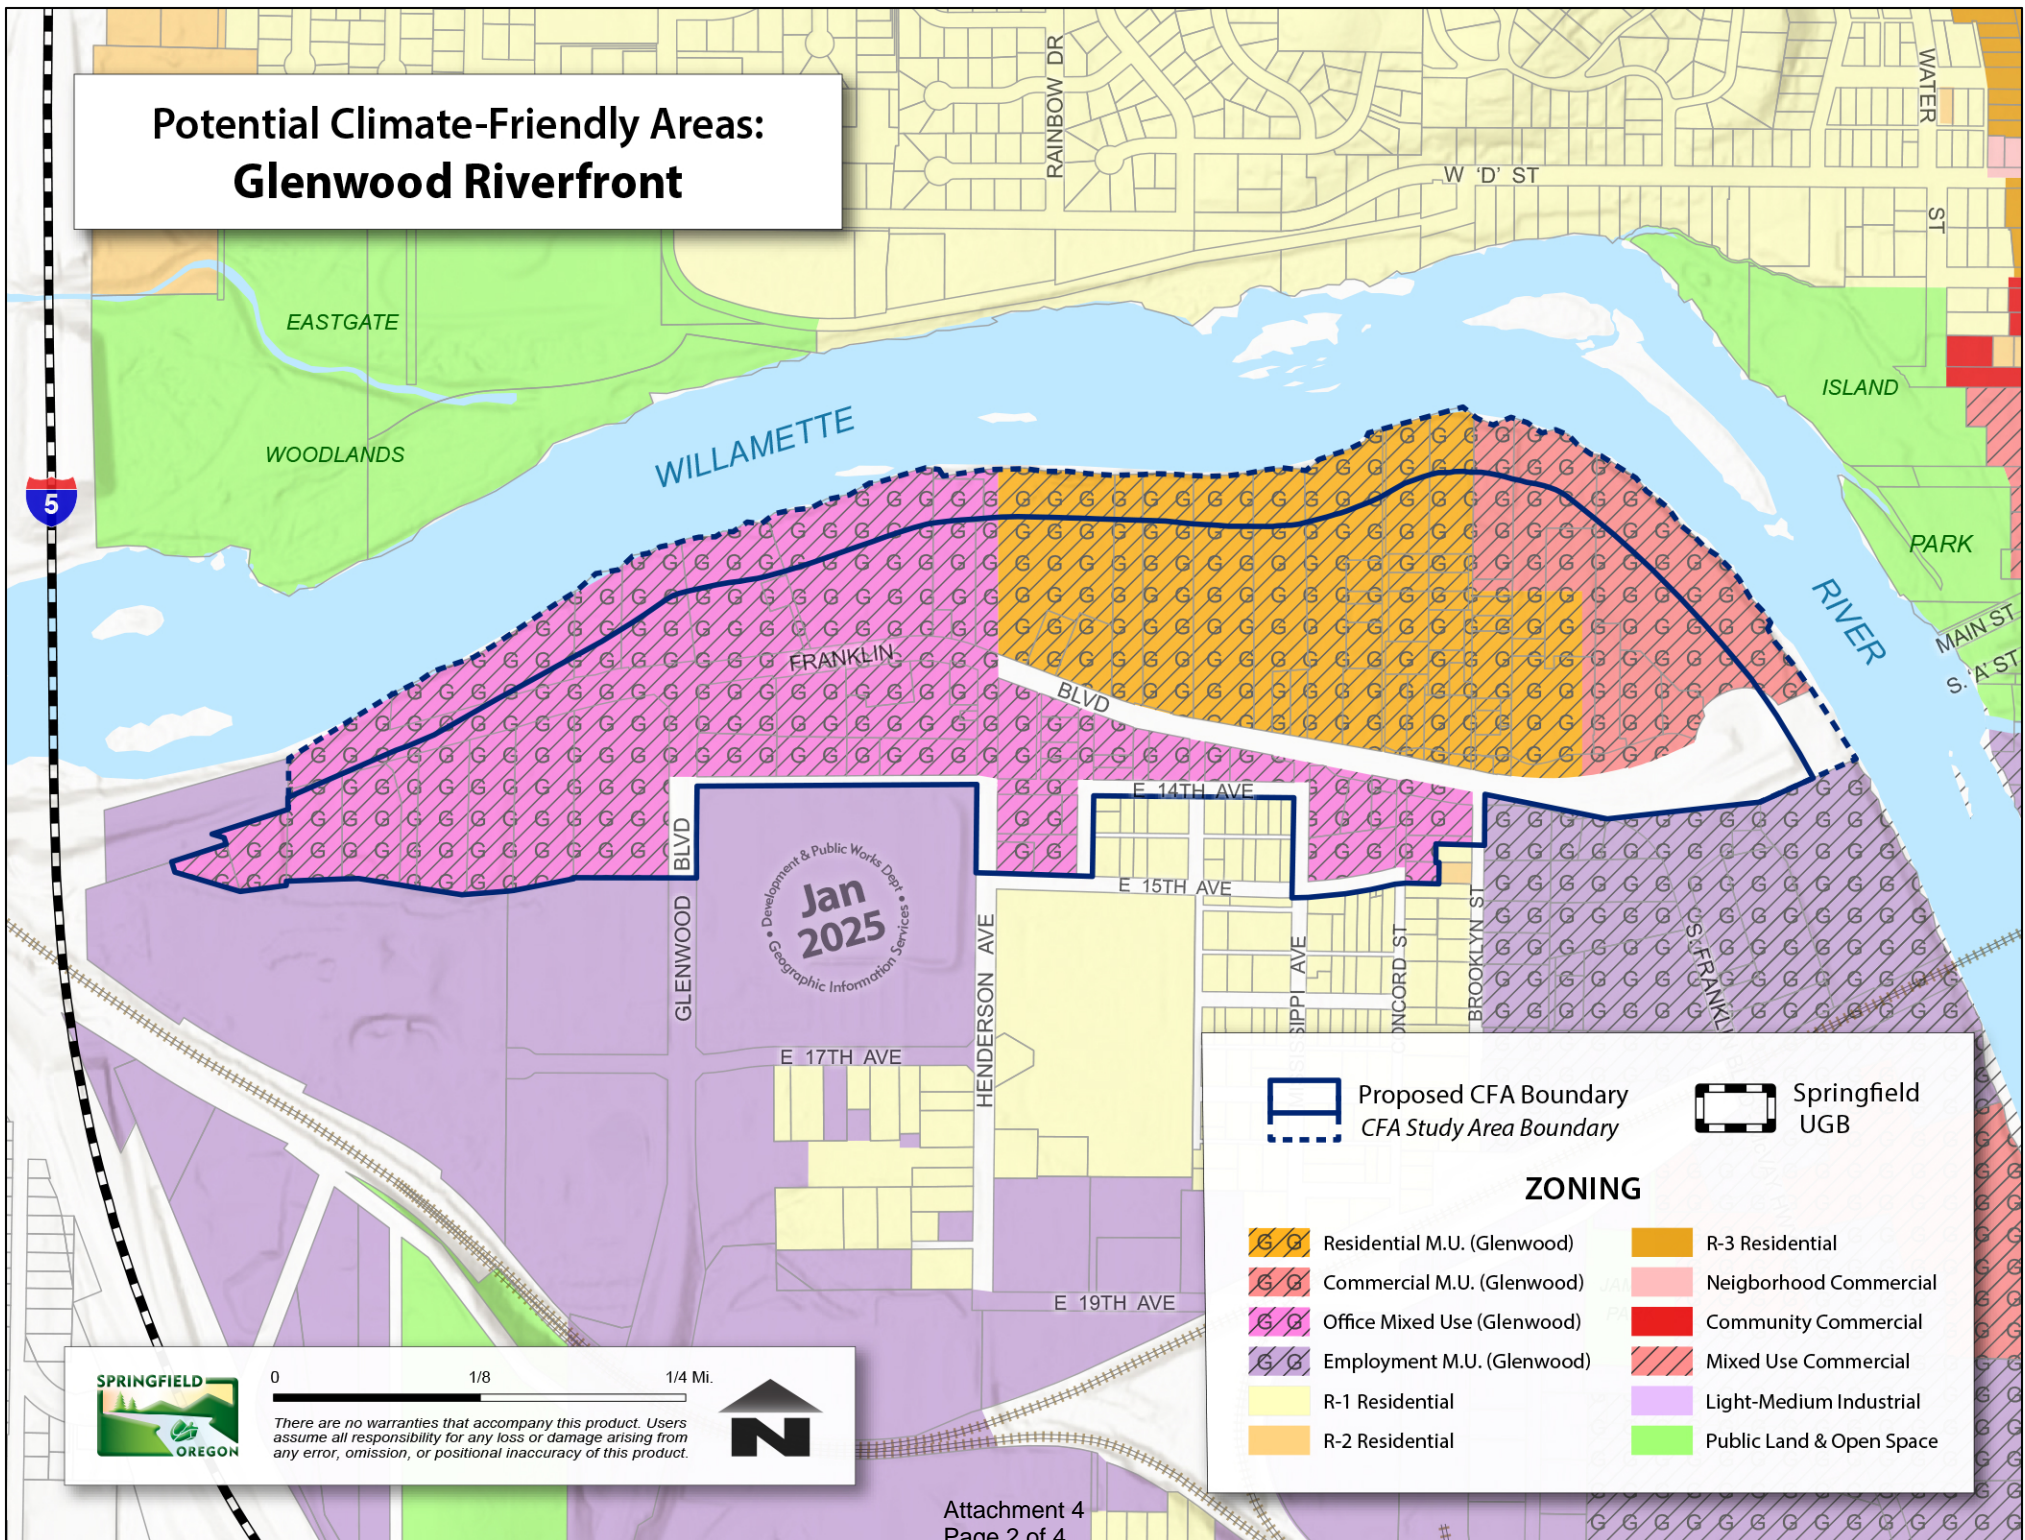 Potential Climate-Friendly Areas:
Glenwood Riverfront
RAINBOW DR
WATER
ST
W 'D' ST
EASTGATE
WOODLANDS
WILLAMETTE
RIVER
ISLAND
PARK
MAIN ST
S. 'A' ST
5
FRANKLIN
BLVD
E 14TH AVE
E 15TH AVE
GLENWOOD BLVD
HENDERSON AVE
CONCORD ST
BROOKLYN ST
E 17TH AVE
E 19TH AVE
Development & Public Works Dept
Jan
2025
Geographic Information Services
Proposed CFA Boundary
CFA Study Area Boundary
Springfield
UGB
ZONING
G G Residential M.U. (Glenwood)
G G Commercial M.U. (Glenwood)
G G Office Mixed Use (Glenwood)
G G Employment M.U. (Glenwood)
R-1 Residential
R-2 Residential
R-3 Residential
Neigborhood Commercial
Community Commercial
Mixed Use Commercial
Light-Medium Industrial
Public Land & Open Space
SPRINGFIELD
OREGON
0 1/8 1/4 Mi.
There are no warranties that accompany this product. Users
assume all responsibility for any loss or damage arising from
any error, omission, or positional inaccuracy of this product.
N
Attachment 4
Page 2 of 4